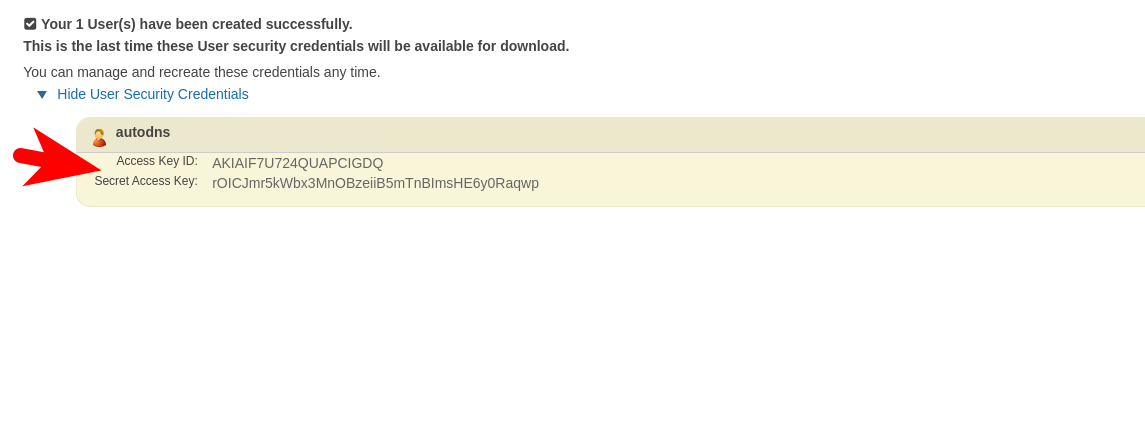 Your 1 User(s) have been created successfully.
This is the last time these User security credentials will be available for download.
You can manage and recreate these credentials any time.
Hide User Security Credentials
autodns
Access Key ID: AKIAIF7U724QUAPCIGDQ
Secret Access Key: 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